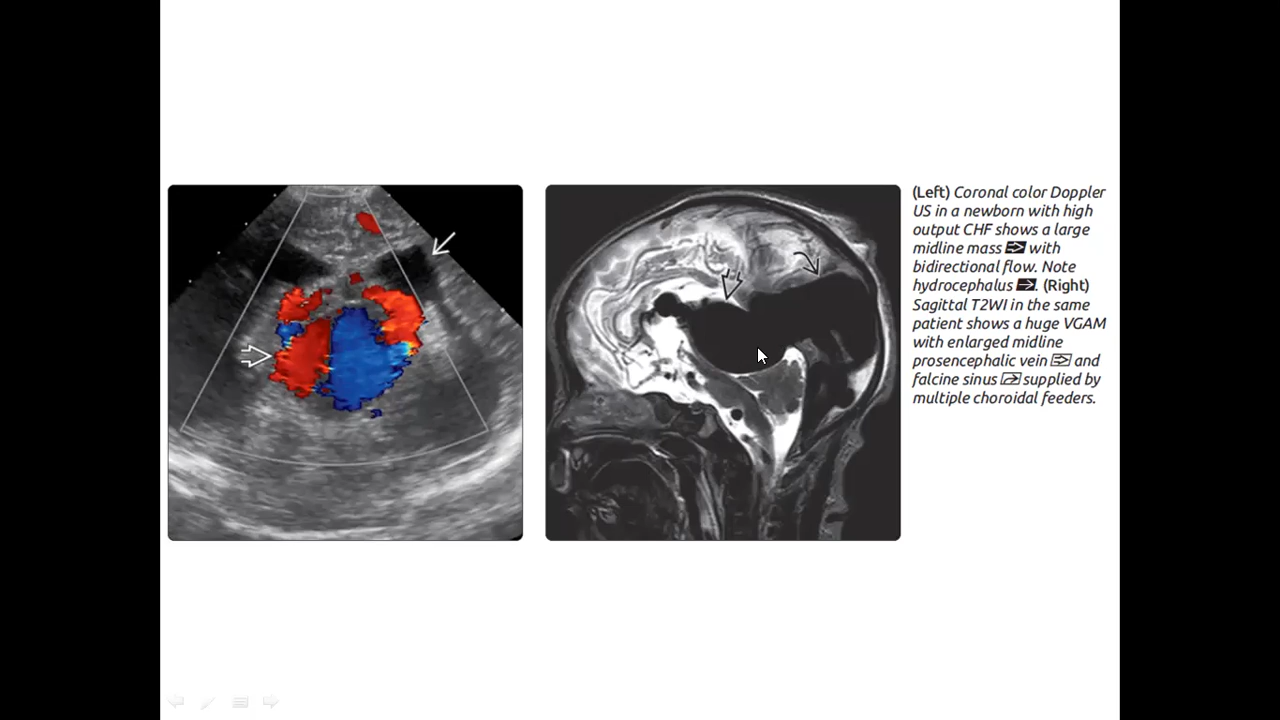 (Left) Coronal color Doppler
US in a newborn with high
output CHF shows a large
midline mass with
bidirectional flow. Note
hydrocephalus. (Right)
Sagittal T2WI in the same
patient shows a huge VGAM
with enlarged midline
prosencephalic vein and
falcine sinus supplied by
multiple choroidal feeders.